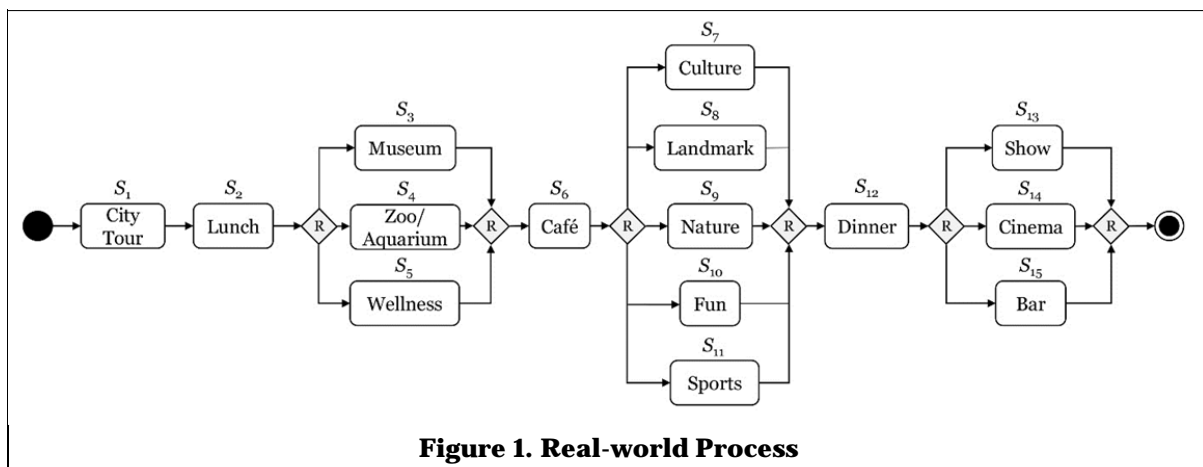 S7
Culture
S3
S8
S13
Museum
Landmark
Show
S1
S2
S4
S6
S9
S12
S14
City
Tour
Lunch
R
Zoo/
Aquarium
R
Café
R
Nature
R
Dinner
R
Cinema
R
S5
S10
S15
Wellness
Fun
Bar
S11
Sports
Figure 1. Real-world Process